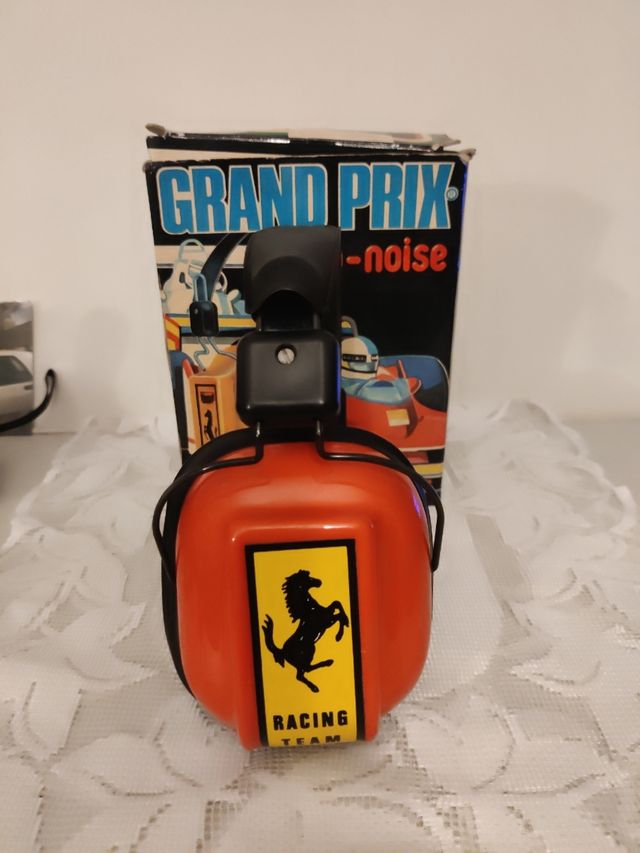 GRAND PRIX®
-noise
RACING
TEAM